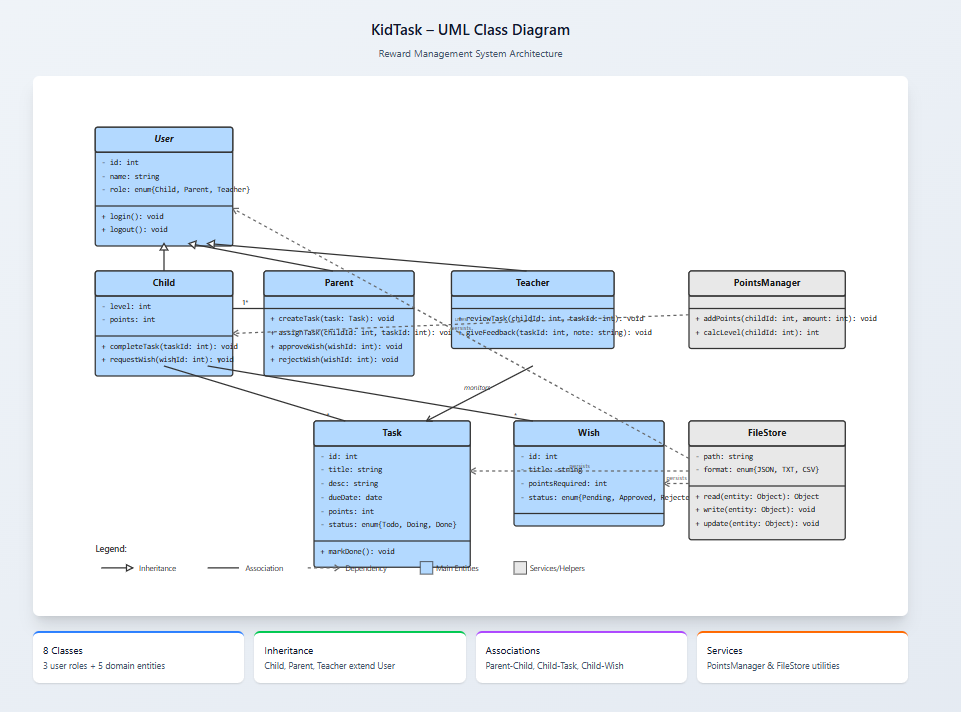 KidTask – UML Class Diagram
Reward Management System Architecture
User
- id: int
- name: string
- role: enum{Child, Parent, Teacher}
+ login(): void
+ logout(): void
Child
- level: int
- points: int
+ completeTask(taskId: int): void
+ requestWish(wishId: int): void
1*
Parent
+ createTask(task: Task): void
+ assignTask(childId: int, taskId: int): void
+ approveWish(wishId: int): void
+ rejectWish(wishId: int): void
Teacher
+ reviewTask(childId: int, taskId: int): void
+ giveFeedback(taskId: int, note: string): void
uses
persists
PointsManager
+ addPoints(childId: int, amount: int): void
+ calcLevel(childId: int): int
monitors
*
*
Task
- id: int
- title: string
- desc: string
- dueDate: date
- points: int
- status: enum{Todo, Doing, Done}
+ markDone(): void
Wish
- id: int
- title: string
- pointsRequired: int
- status: enum{Pending, Approved, Rejecte
persists
persists
FileStore
- path: string
- format: enum{JSON, TXT, CSV}
+ read(entity: Object): Object
+ write(entity: Object): void
+ update(entity: Object): void
Legend:
Inheritance
Association
Dependency
Main Entities
Services/Helpers
8 Classes
3 user roles + 5 domain entities
Inheritance
Child, Parent, Teacher extend User
Associations
Parent-Child, Child-Task, Child-Wish
Services
PointsManager & FileStore utilities